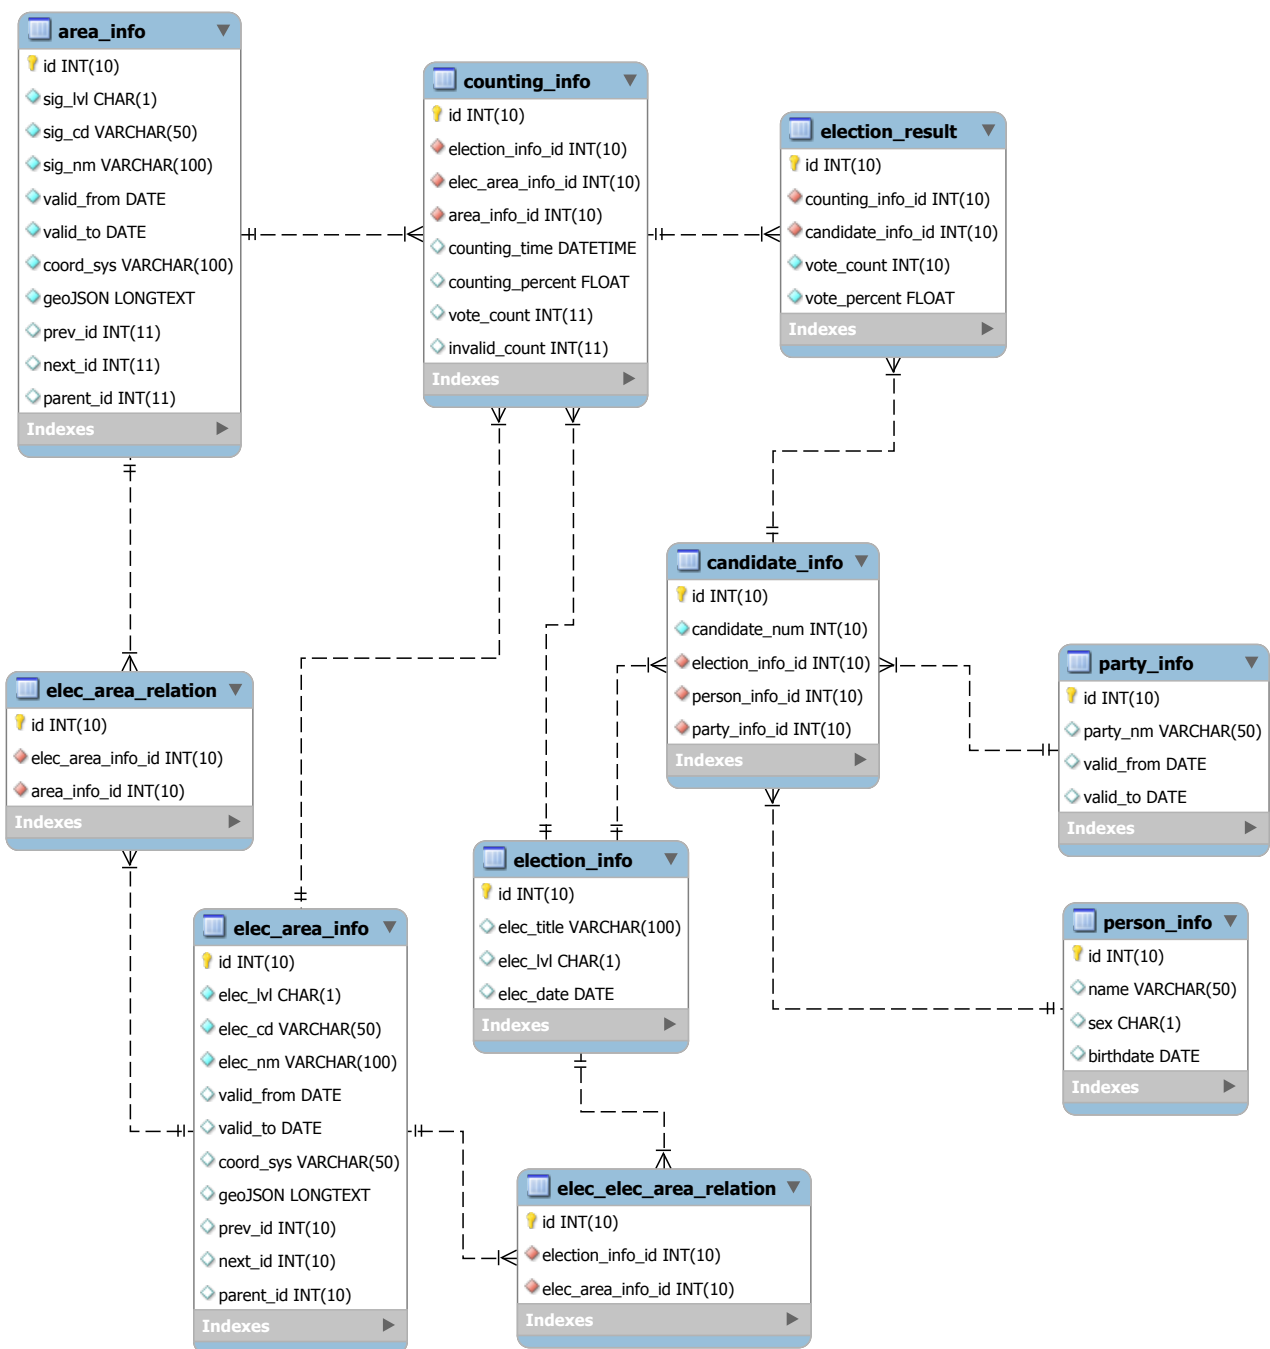 area_info
id INT(10)
sig_lvl CHAR(1)
sig_cd VARCHAR(50)
sig_nm VARCHAR(100)
valid_from DATE
valid_to DATE
coord_sys VARCHAR(100)
geoJSON LONGTEXT
prev_id INT(11)
next_id INT(11)
parent_id INT(11)
Indexes
counting_info
id INT(10)
election_info_id INT(10)
elec_area_info_id INT(10)
area_info_id INT(10)
counting_time DATETIME
counting_percent FLOAT
vote_count INT(11)
invalid_count INT(11)
Indexes
election_result
id INT(10)
counting_info_id INT(10)
candidate_info_id INT(10)
vote_count INT(10)
vote_percent FLOAT
Indexes
candidate_info
id INT(10)
candidate_num INT(10)
election_info_id INT(10)
person_info_id INT(10)
party_info_id INT(10)
Indexes
party_info
id INT(10)
party_nm VARCHAR(50)
valid_from DATE
valid_to DATE
Indexes
elec_area_relation
id INT(10)
elec_area_info_id INT(10)
area_info_id INT(10)
Indexes
election_info
id INT(10)
elec_title VARCHAR(100)
elec_lvl CHAR(1)
elec_date DATE
Indexes
person_info
id INT(10)
name VARCHAR(50)
sex CHAR(1)
birthdate DATE
Indexes
elec_area_info
id INT(10)
elec_lvl CHAR(1)
elec_cd VARCHAR(50)
elec_nm VARCHAR(100)
valid_from DATE
valid_to DATE
coord_sys VARCHAR(50)
geoJSON LONGTEXT
prev_id INT(10)
next_id INT(10)
parent_id INT(10)
Indexes
elec_elec_area_relation
id INT(10)
election_info_id INT(10)
elec_area_info_id INT(10)
Indexes